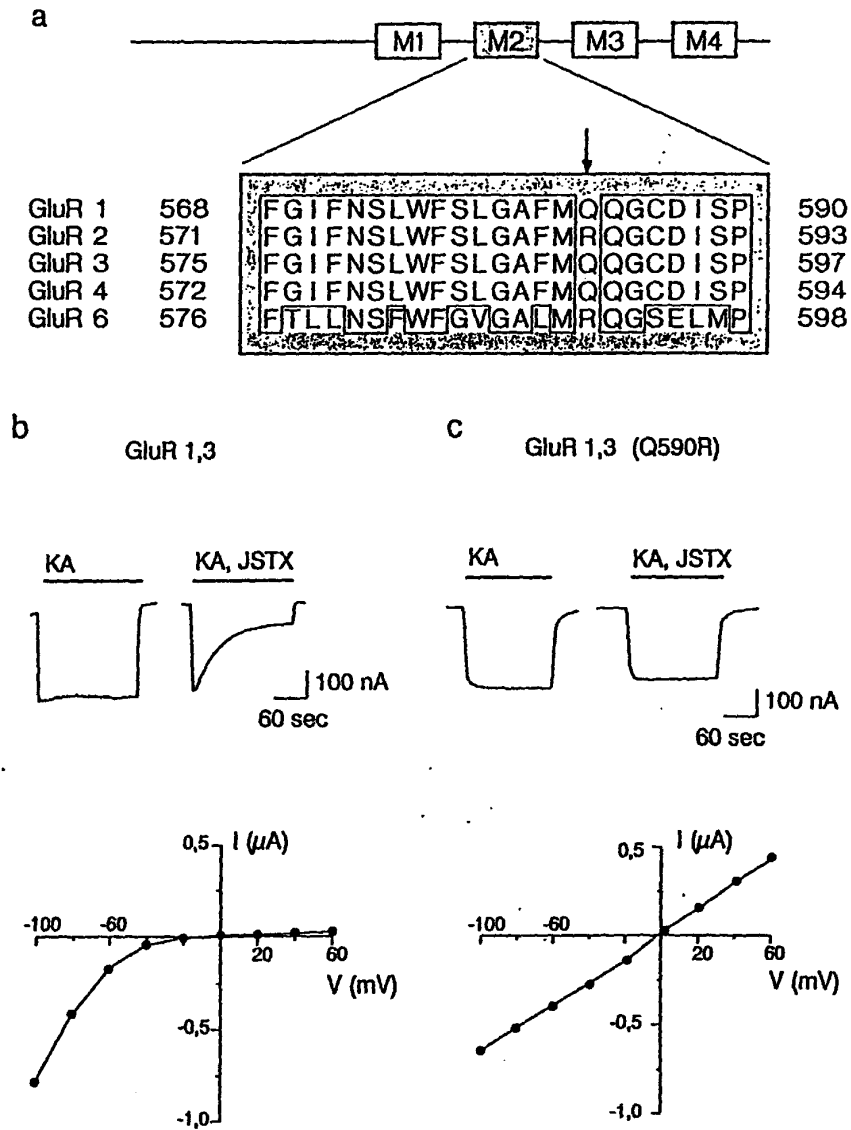 a
M1 M2 M3 M4
GluR 1 568 FGIFNSLWFSLGAFMQQGCDISP 590
GluR 2 571 FGIFNSLWFSLGAFMRQGCDISP 593
GluR 3 575 FGIFNSLWFSLGAFMQQGCDISP 597
GluR 4 572 FGIFNSLWFSLGAFMQQGCDISP 594
GluR 6 576 FTLLNSFWFGVGALMRQGSELMP 598
b
GluR 1,3
KA
KA, JSTX
100 nA
60 sec
0,5
I (µA)
-100
-60
20
60
V (mV)
-0,5
-1,0
c
GluR 1,3 (Q590R)
KA
KA, JSTX
100 nA
60 sec
0,5
I (µA)
-100
-60
20
60
V (mV)
-0,5
-1,0